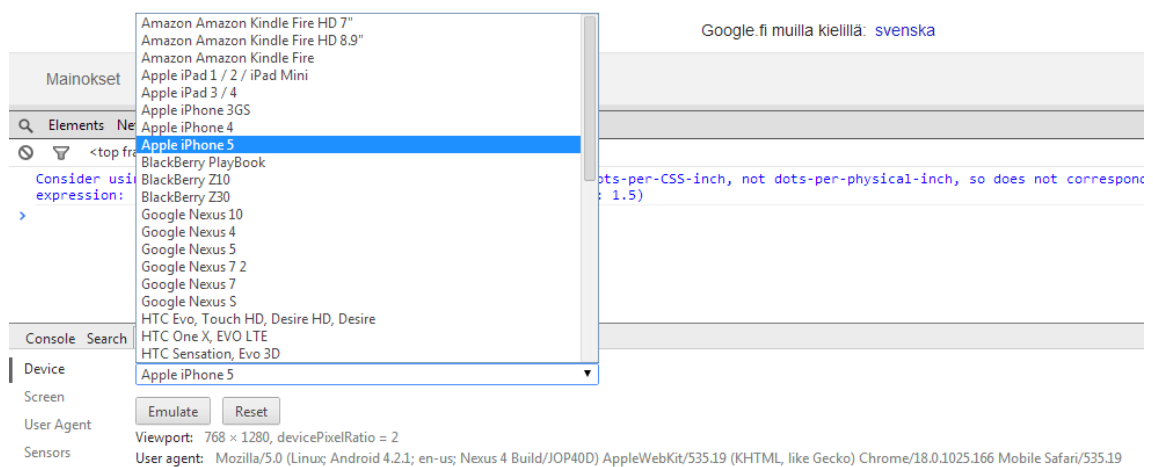 Google.fi muilla kielillä: svenska
Mainokset
Amazon Amazon Kindle Fire HD 7"
Amazon Amazon Kindle Fire HD 8.9"
Amazon Amazon Kindle Fire
Apple iPad 1 / 2 / iPad Mini
Apple iPad 3 / 4
Apple iPhone 3GS
Apple iPhone 4
Apple iPhone 5
BlackBerry PlayBook
BlackBerry Z10
BlackBerry Z30
Google Nexus 10
Google Nexus 4
Google Nexus 5
Google Nexus 7 2
Google Nexus 7
Google Nexus S
HTC Evo, Touch HD, Desire HD, Desire
HTC One X, EVO LTE
HTC Sensation, Evo 3D
Elements
<top
Consider
-per-CSS-inch, not dots-per-physical-inch, so does not
expression: : 1.5)
>
Console Search
Device
Apple iPhone 5
Screen
Emulate Reset
User Agent
Viewport: 768 × 1280, devicePixelRatio = 2
Sensors
User agent: Mozilla/5.0 (Linux; Android 4.2.1; en-us; Nexus 4 Build/JOP40D) AppleWebKit/535.19 (KHTML, like Gecko) Chrome/18.0.1025.166 Mobile Safari/535.19